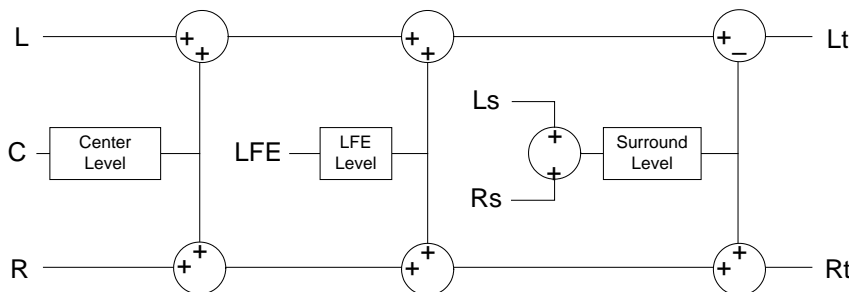 L
+
+
+
+
+
−
Lt
Ls
C
Center
Level
LFE
LFE
Level
+
+
Surround
Level
Rs
R
+
+
+
+
+
+
Rt